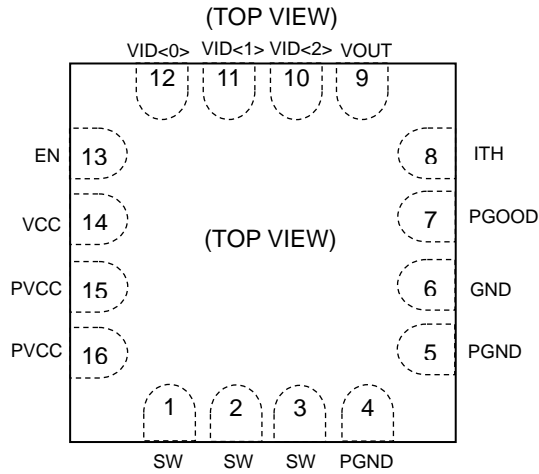 (TOP VIEW)
VID<0> VID<1> VID<2> VOUT
12 11 10 9
EN 13 8 ITH
VCC 14 7 PGOOD
(TOP VIEW)
PVCC 15 6 GND
PVCC 16 5 PGND
1 2 3 4
SW SW SW PGND